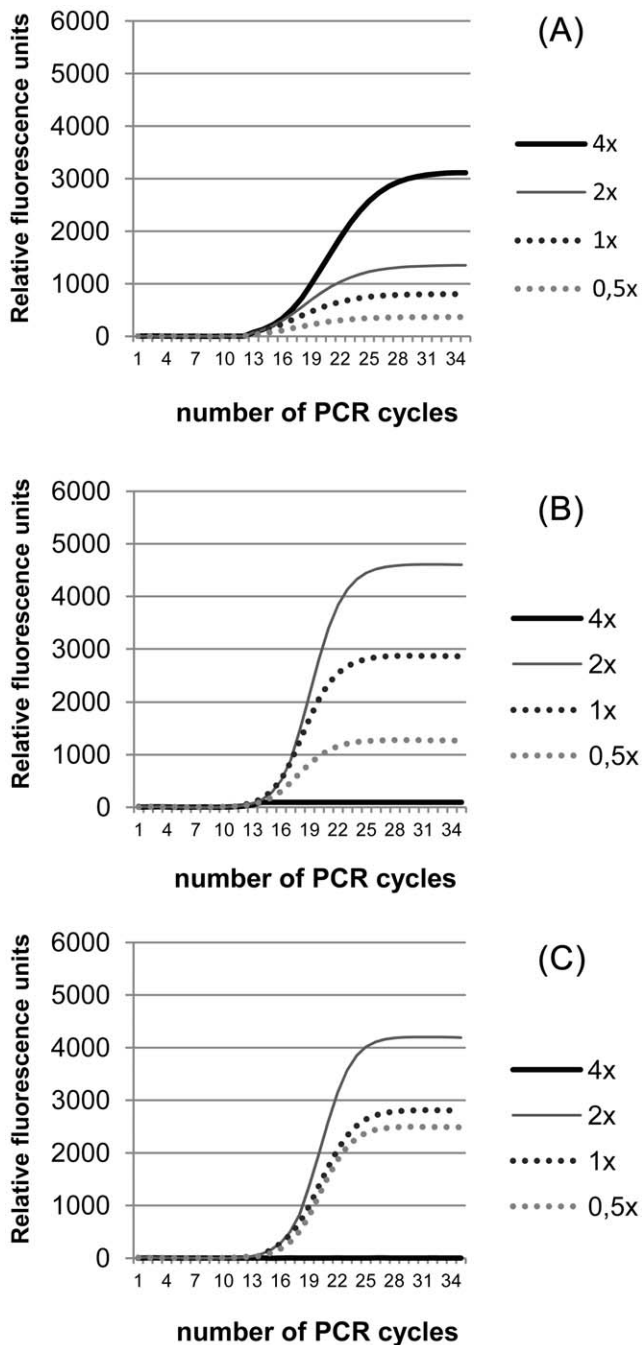 (A)
Relative fluorescence units
6000
5000
4000
3000
2000
1000
0
1 4 7 10 13 16 19 22 25 28 31 34
number of PCR cycles
4x
2x
1x
0,5x
(B)
Relative fluorescence units
6000
5000
4000
3000
2000
1000
0
1 4 7 10 13 16 19 22 25 28 31 34
number of PCR cycles
4x
2x
1x
0,5x
(C)
Relative fluorescence units
6000
5000
4000
3000
2000
1000
0
1 4 7 10 13 16 19 22 25 28 31 34
number of PCR cycles
4x
2x
1x
0,5x